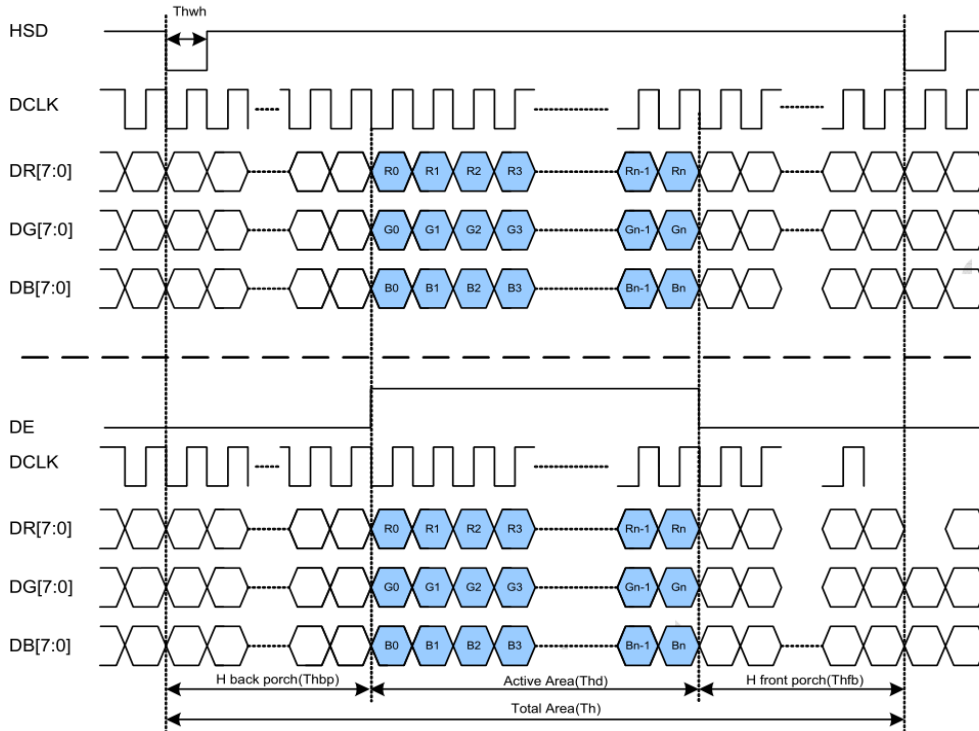 Thwh
HSD
DCLK
DR[7:0] R0 R1 R2 R3 Rn-1 Rn
DG[7:0] G0 G1 G2 G3 Gn-1 Gn
DB[7:0] B0 B1 B2 B3 Bn-1 Bn
DE
DCLK
DR[7:0] R0 R1 R2 R3 Rn-1 Rn
DG[7:0] G0 G1 G2 G3 Gn-1 Gn
DB[7:0] B0 B1 B2 B3 Bn-1 Bn
H back porch(Thbp) Active Area(Thd) H front porch(Thfb)
Total Area(Th)